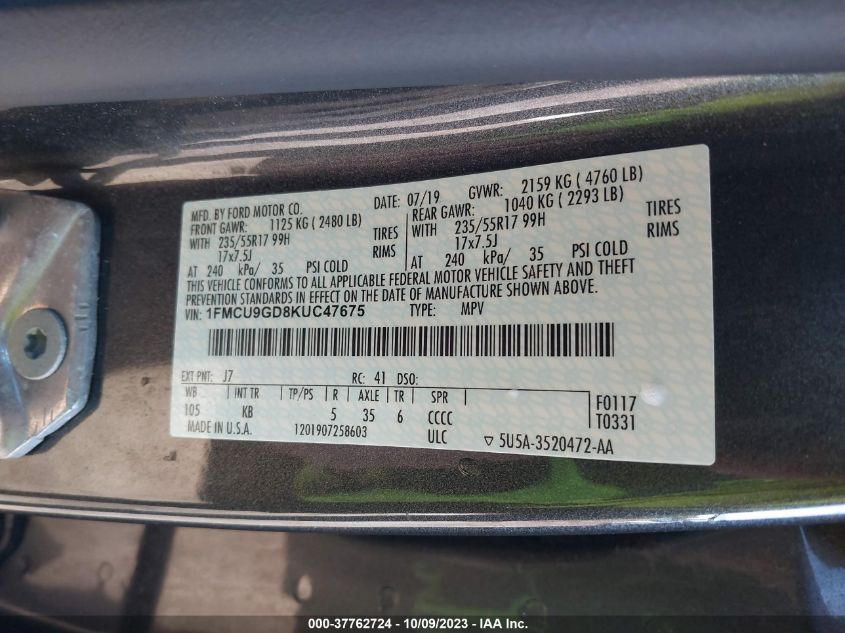 MFD. BY FORD MOTOR CO.
DATE: 07/19 GVWR: 2159 KG ( 4760 LB)
FRONT GAWR: 1125 KG ( 2480 LB) REAR GAWR: 1040 KG ( 2293 LB)
WITH 235/55R17 99H TIRES WITH 235/55R17 99H TIRES
17x7.5J RIMS 17x7.5J RIMS
AT 240 kPa/ 35 PSI COLD AT 240 kPa/ 35 PSI COLD
THIS VEHICLE CONFORMS TO ALL APPLICABLE FEDERAL MOTOR VEHICLE SAFETY AND THEFT
PREVENTION STANDARDS IN EFFECT ON THE DATE OF MANUFACTURE SHOWN ABOVE.
VIN: 1FMCU9GD8KUC47675 TYPE: MPV
EXT PNT: J7 RC: 41 DSO:
WB INT TR TP/PS R AXLE TR SPR
105 KB 5 35 6 CCCC
F0117
T0331
MADE IN U.S.A. 1201907258603 ULC ▽ 5U5A-3520472-AA
000-37762724 - 10/09/2023 - IAA Inc.